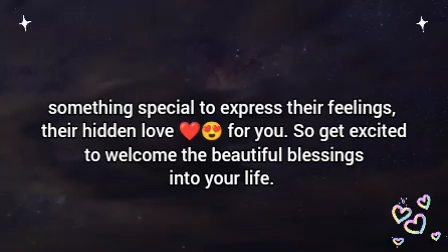 something special to express their feelings,
their hidden love ❤️😍 for you. So get excited
to welcome the beautiful blessings
into your life.